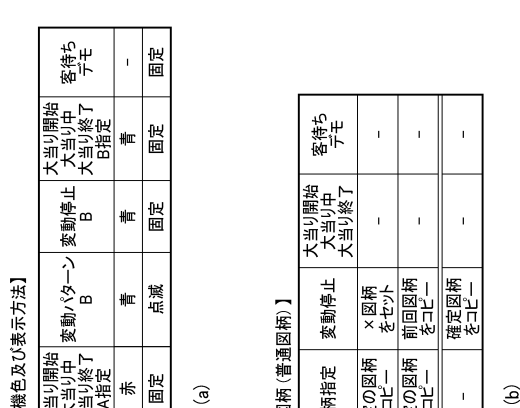 機色及び表示方法】
当り開始
当り中
当り終了
A指定
変動パターン
B
変動停止
B
大当り開始
大当り中
大当り終了
B指定
客待ち
デモ
赤
青
青
青
－
固定
点滅
固定
固定
固定
(a)
柄(普通図柄)】
柄指定
変動停止
大当り開始
大当り中
大当り終了
客待ち
デモ
の図柄
コピー
×図柄
をセット
－
－
の図柄
コピー
前回図柄
をコピー
－
－
－
確定図柄
をコピー
－
－
(b)